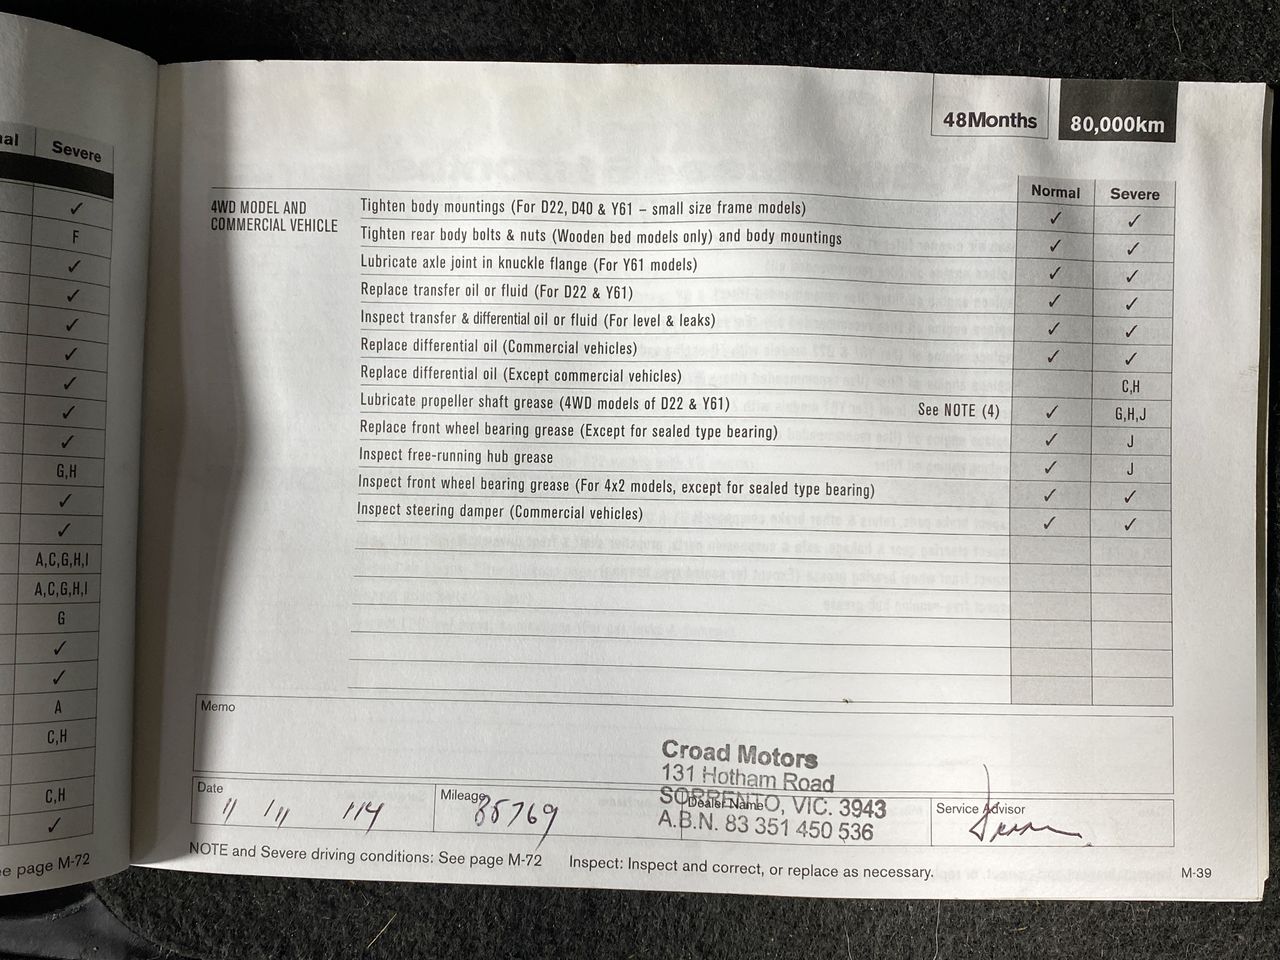 al Severe
✓
F
✓
✓
✓
✓
✓
✓
✓
G,H
✓
✓
A,C,G,H,I
A,C,G,H,I
G
✓
✓
A
C,H
C,H
✓
e page M-72
48Months 80,000km
Normal Severe
4WD MODEL AND
COMMERCIAL VEHICLE
Tighten body mountings (For D22, D40 & Y61 – small size frame models) ✓ ✓
Tighten rear body bolts & nuts (Wooden bed models only) and body mountings ✓ ✓
Lubricate axle joint in knuckle flange (For Y61 models) ✓ ✓
Replace transfer oil or fluid (For D22 & Y61) ✓ ✓
Inspect transfer & differential oil or fluid (For level & leaks) ✓ ✓
Replace differential oil (Commercial vehicles) ✓ ✓
Replace differential oil (Except commercial vehicles) C,H
Lubricate propeller shaft grease (4WD models of D22 & Y61) See NOTE (4) ✓ G,H,J
Replace front wheel bearing grease (Except for sealed type bearing) ✓ J
Inspect free-running hub grease ✓ J
Inspect front wheel bearing grease (For 4x2 models, except for sealed type bearing) ✓ ✓
Inspect steering damper (Commercial vehicles) ✓ ✓
Memo
Croad Motors
131 Hotham Road
SORRENTO, VIC. 3943
A.B.N. 83 351 450 536
Date
11 / 11 / 14
Mileage
85769
Dealer Name
Service Advisor
NOTE and Severe driving conditions: See page M-72 Inspect: Inspect and correct, or replace as necessary.
M-39